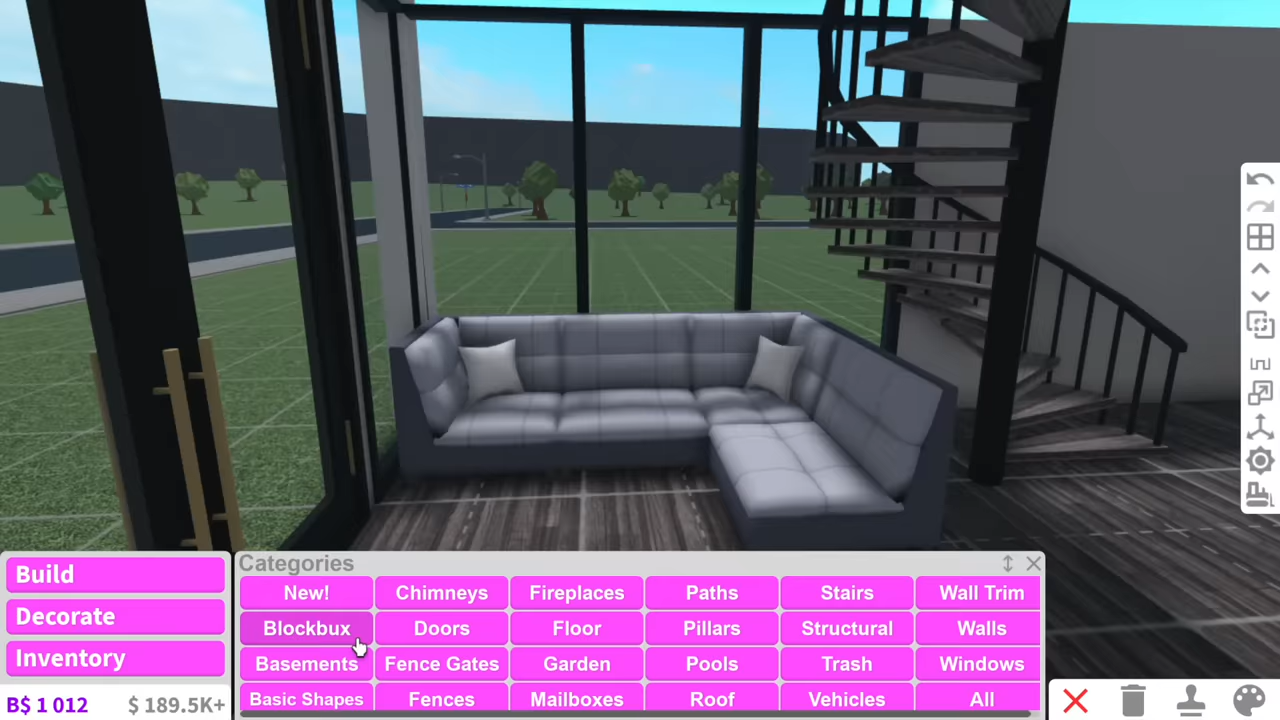 Categories
Build
Decorate
Inventory
B$ 1 012 $ 189.5K+
New! Chimneys Fireplaces Paths Stairs Wall Trim
Blockbux Doors Floor Pillars Structural Walls
Basements Fence Gates Garden Pools Trash Windows
Basic Shapes Fences Mailboxes Roof Vehicles All